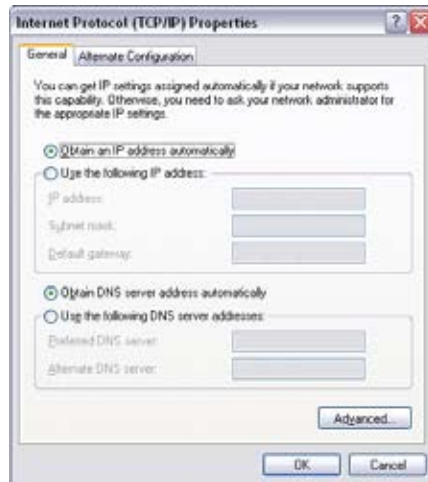 Internet Protocol (TCP/IP) Properties
General
Alternate Configuration
You can get IP settings assigned automatically if your network supports
this capability. Otherwise, you need to ask your network administrator for
the appropriate IP settings.
Obtain an IP address automatically
Use the following IP address:
IP address:
Subnet mask:
Default gateway:
Obtain DNS server address automatically
Use the following DNS server addresses:
Preferred DNS server:
Alternate DNS server:
Advanced...
OK
Cancel